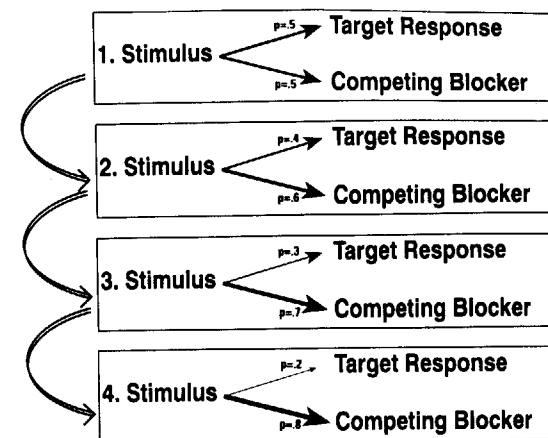 p=.5 Target Response
1. Stimulus
p=.5 Competing Blocker
p=.4 Target Response
2. Stimulus
p=.6 Competing Blocker
p=.3 Target Response
3. Stimulus
p=.7 Competing Blocker
p=.2 Target Response
4. Stimulus
p=.8 Competing Blocker